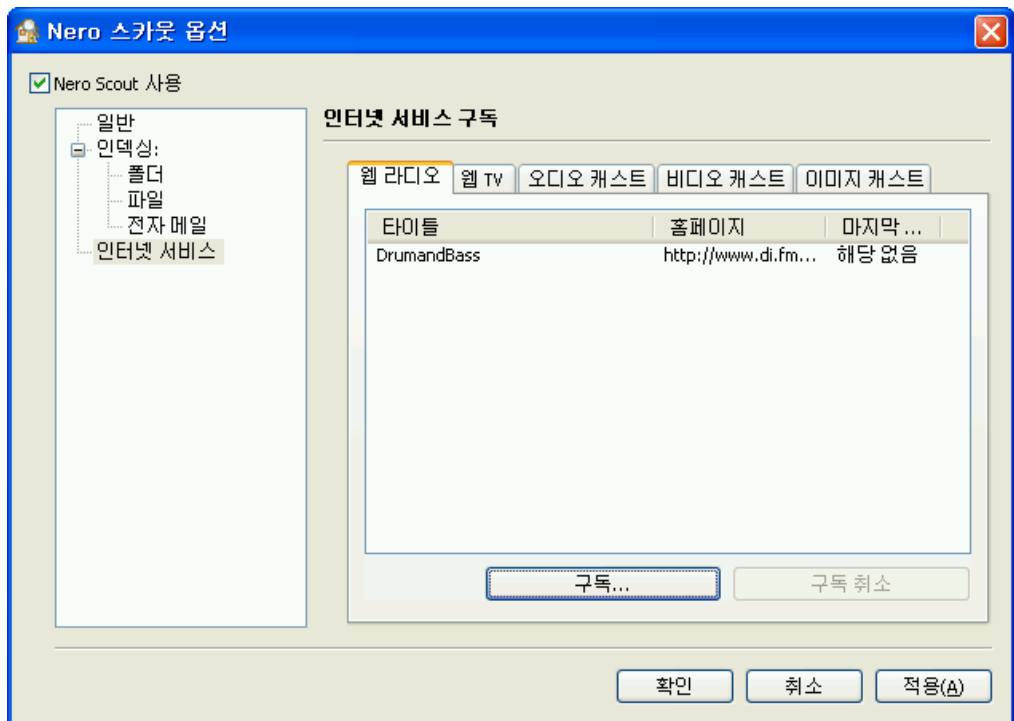 Nero 스카웃 옵션
Nero Scout 사용
일반
인덱싱:
폴더
파일
전자 메일
인터넷 서비스
인터넷 서비스 구독
웹 라디오 웹 TV 오디오 캐스트 비디오 캐스트 이미지 캐스트
타이틀 홈페이지 마지막 ...
DrumandBass http://www.di.fm... 해당 없음
구독... 구독 취소
확인 취소 적용(A)